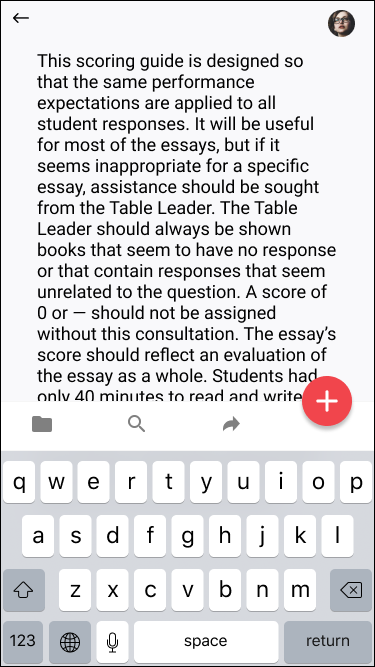 This scoring guide is designed so
that the same performance
expectations are applied to all
student responses. It will be useful
for most of the essays, but if it
seems inappropriate for a specific
essay, assistance should be sought
from the Table Leader. The Table
Leader should always be shown
books that seem to have no response
or that contain responses that seem
unrelated to the question. A score of
0 or — should not be assigned
without this consultation. The essay’s
score should reflect an evaluation of
the essay as a whole. Students had
only 40 minutes to read and write
q w e r t y u i o p
a s d f g h j k l
z x c v b n m
123 space return